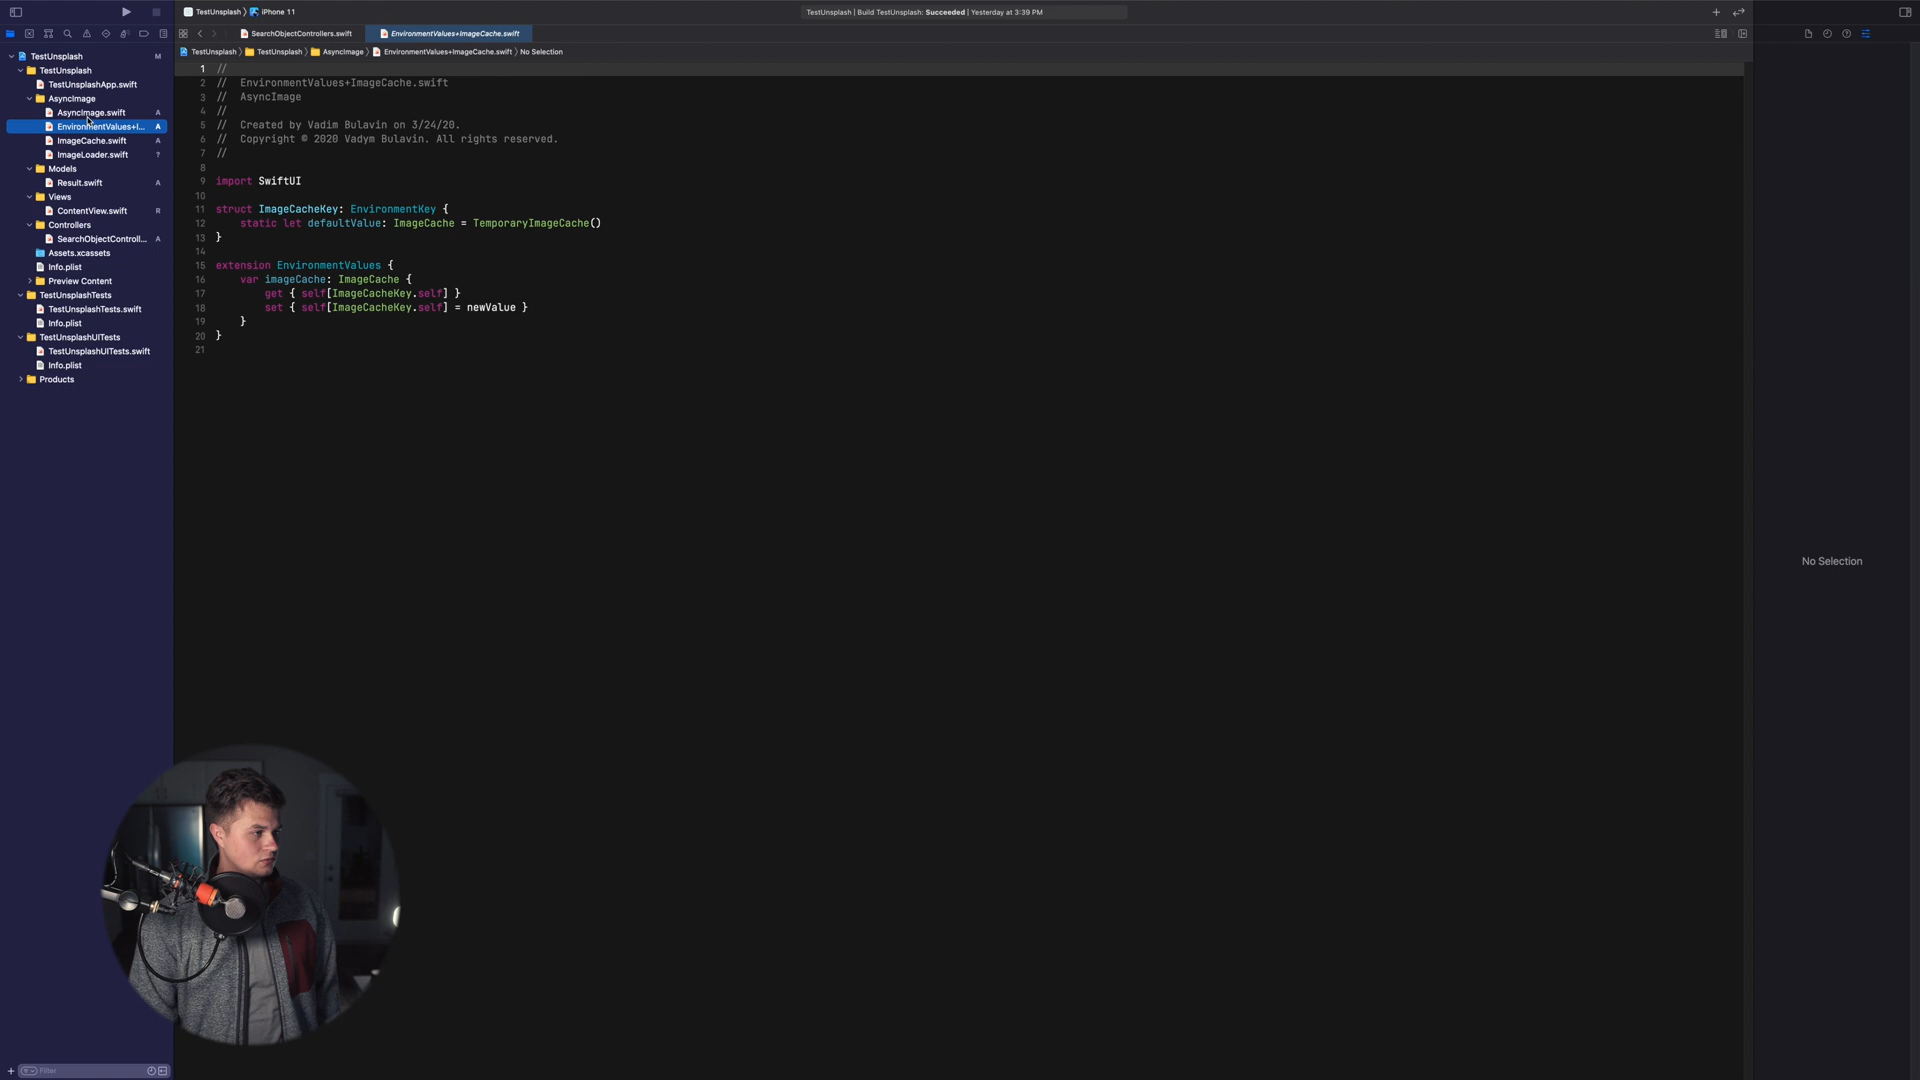 TestUnsplash
iPhone 11
TestUnsplash | Build TestUnsplash: Succeeded | Yesterday at 3:39 PM
SearchObjectControllers.swift
EnvironmentValues+ImageCache.swift
TestUnsplash
TestUnsplash
AsyncImage
EnvironmentValues+ImageCache.swift
No Selection
TestUnsplash M
TestUnsplash
TestUnsplashApp.swift
AsyncImage
AsyncImage.swift A
EnvironmentValues+I... A
ImageCache.swift A
ImageLoader.swift ?
Models
Result.swift A
Views
ContentView.swift R
Controllers
SearchObjectControll... A
Assets.xcassets
Info.plist
Preview Content
TestUnsplashTests
TestUnsplashTests.swift
Info.plist
TestUnsplashUITests
TestUnsplashUITests.swift
Info.plist
Products
Filter
1 //
2 //  EnvironmentValues+ImageCache.swift
3 //  AsyncImage
4 //
5 //  Created by Vadim Bulavin on 3/24/20.
6 //  Copyright © 2020 Vadym Bulavin. All rights reserved.
7 //
8
9 import SwiftUI
10
11 struct ImageCacheKey: EnvironmentKey {
12     static let defaultValue: ImageCache = TemporaryImageCache()
13 }
14
15 extension EnvironmentValues {
16     var imageCache: ImageCache {
17         get { self[ImageCacheKey.self] }
18         set { self[ImageCacheKey.self] = newValue }
19     }
20 }
21
No Selection